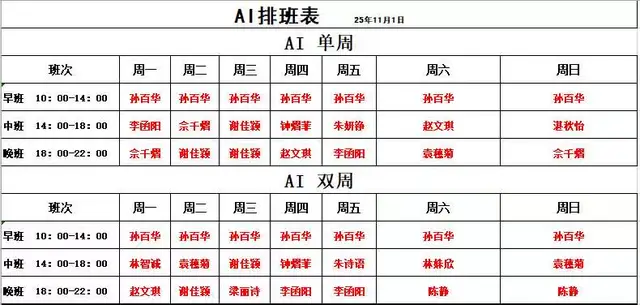 AI排班表 25年11月1日
AI 单周
班次 周一 周二 周三 周四 周五 周六 周日
早班 10:00-14:00 孙百华 孙百华 孙百华 孙百华 孙百华 孙百华 孙百华
中班 14:00-18:00 李函阳 佘千熠 谢佳颖 钟熠菲 朱妍铮 赵文琪 湛秋怡
晚班 18:00-22:00 佘千熠 谢佳颖 谢佳颖 赵文琪 李函阳 袁穗菊 佘千熠
AI 双周
班次 周一 周二 周三 周四 周五 周六 周日
早班 10:00-14:00 孙百华 孙百华 孙百华 孙百华 孙百华 孙百华 孙百华
中班 14:00-18:00 林智诚 袁穗菊 谢佳颖 钟熠菲 朱诗语 林姝欣 袁穗菊
晚班 18:00-22:00 赵文琪 谢佳颖 梁丽诗 李函阳 李函阳 陈静 陈静